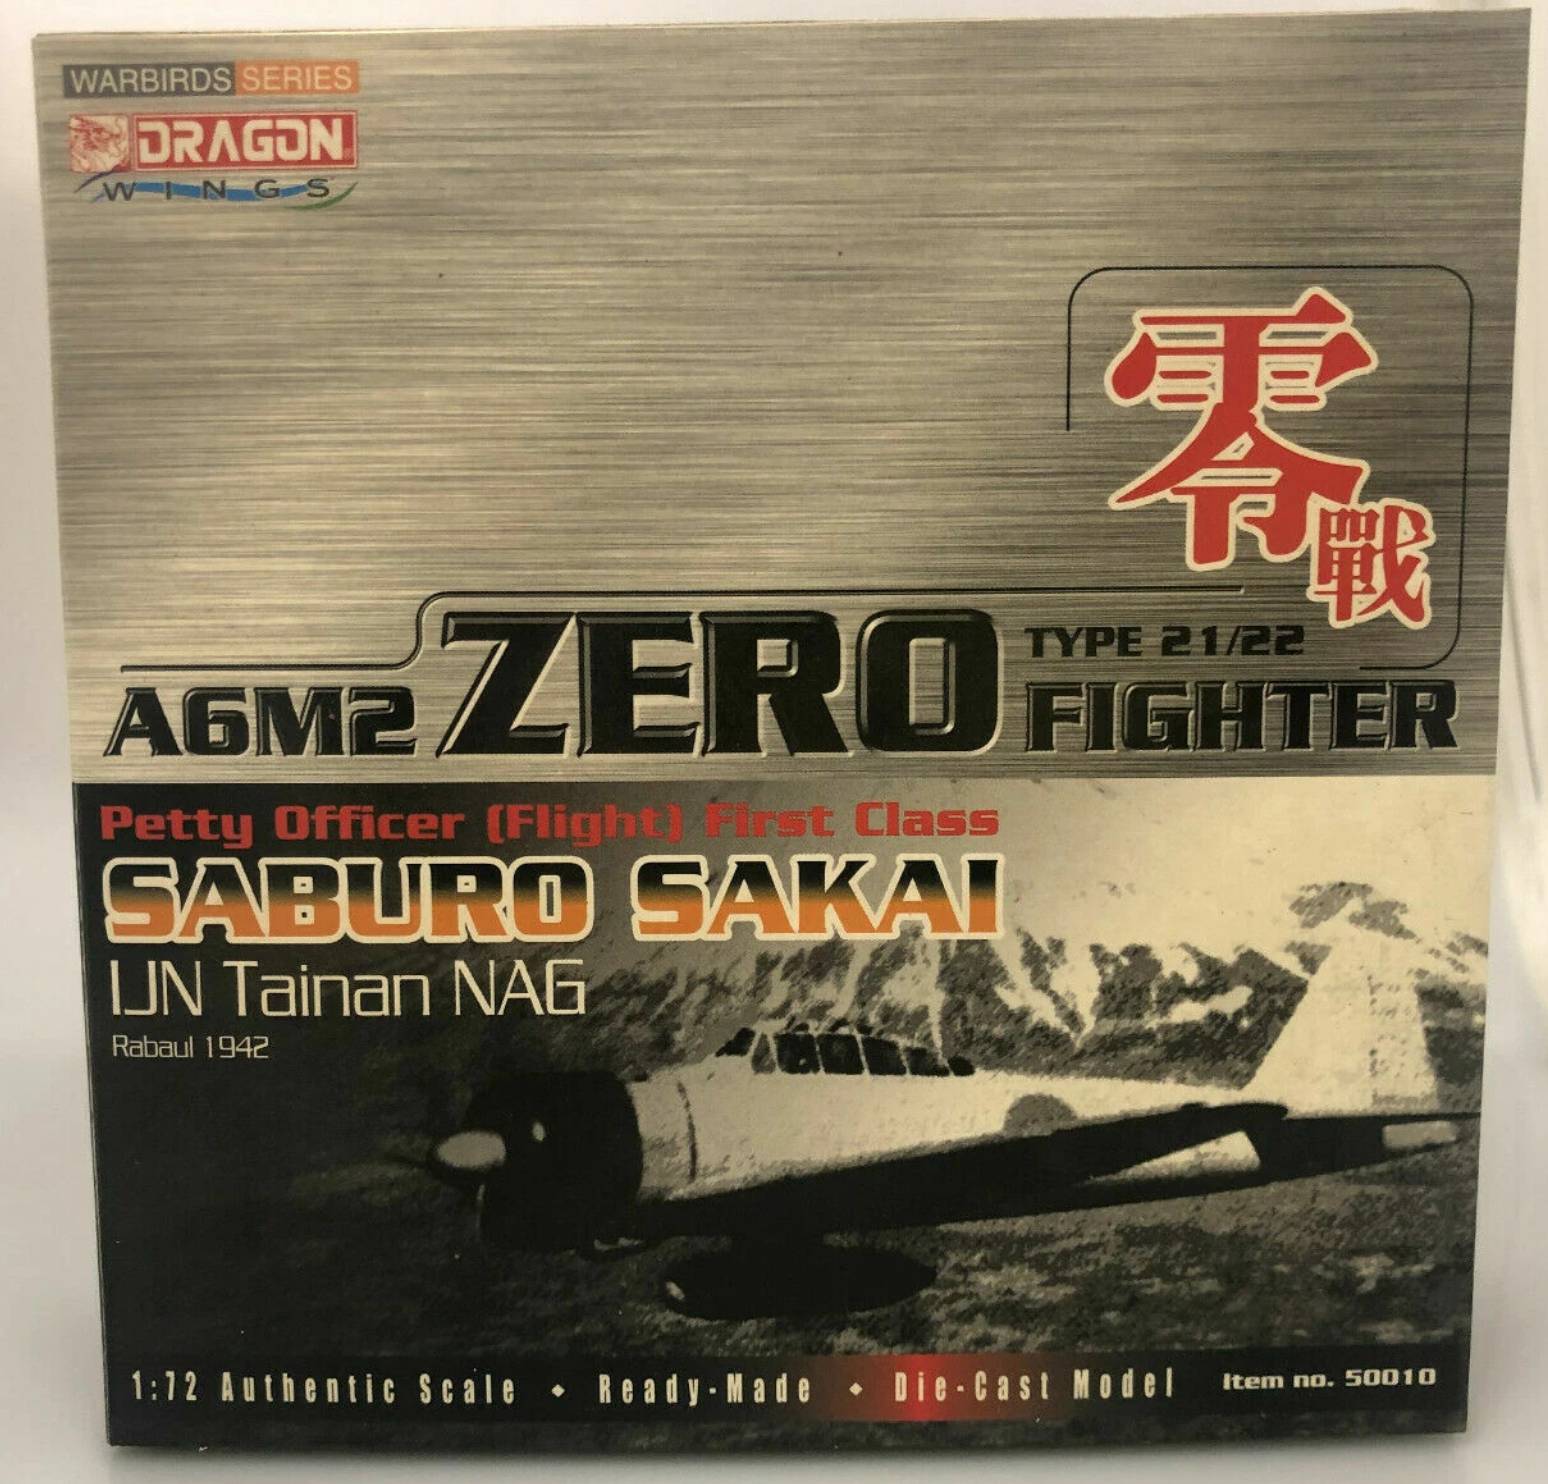 WARBIRDS SERIES
DRAGON
WINGS
零戰
A6M2 ZERO TYPE 21/22
FIGHTER
Petty Officer (Flight) First Class
SABURO SAKAI
IJN Tainan NAG
Rabaul 1942
1:72 Authentic Scale • Ready-Made • Die-Cast Model Item no. 50010